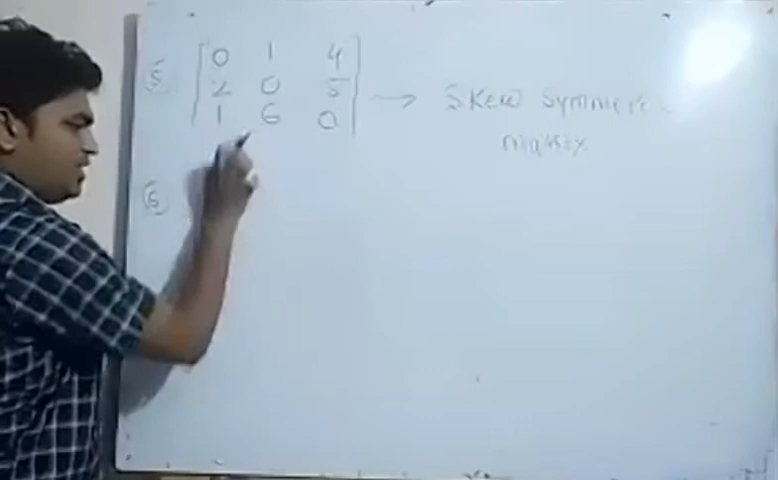 5 0 1 4
2 0 5
1 6 0
→ Skew symmetric
matrix
6